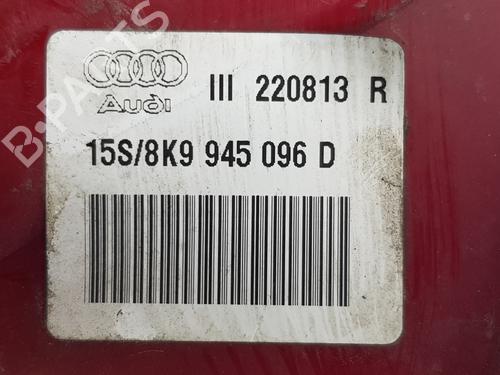 III 220813 R
Audi
15S/8K9 945 096 D
B-PARTS